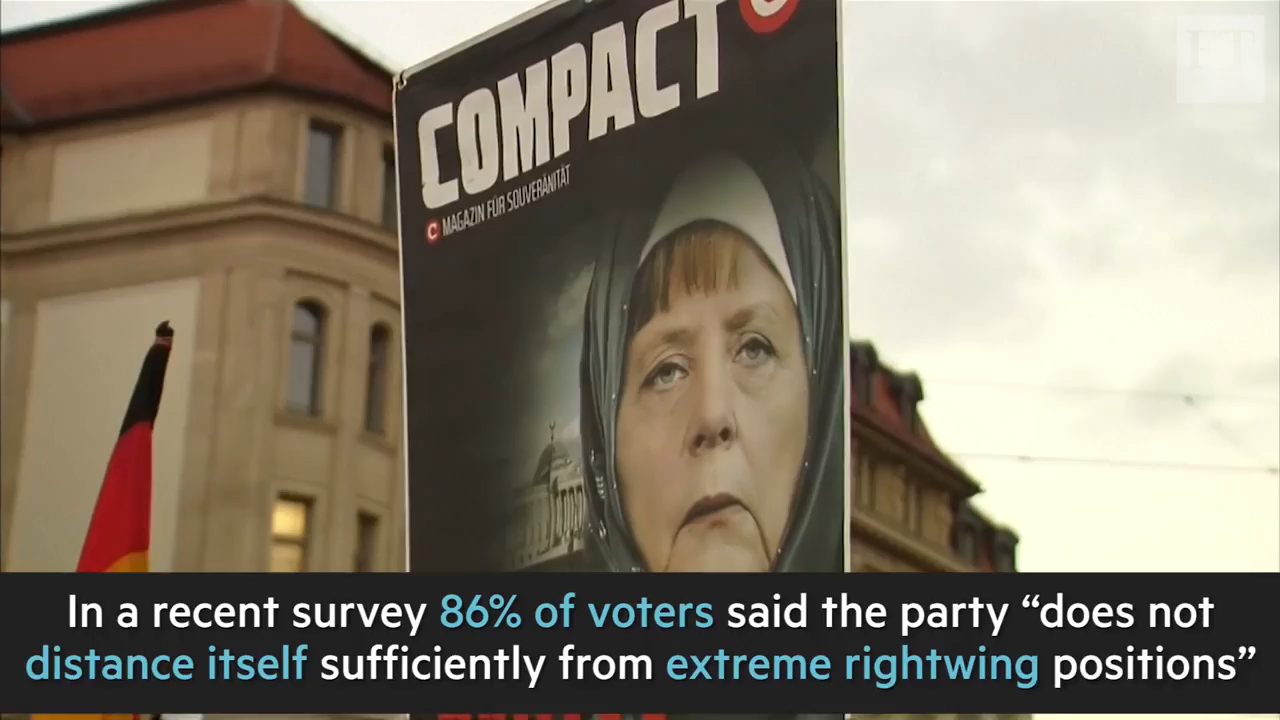 FT
COMPACT
C MAGAZIN FÜR SOUVERÄNITÄT
In a recent survey 86% of voters said the party “does not
distance itself sufficiently from extreme rightwing positions”